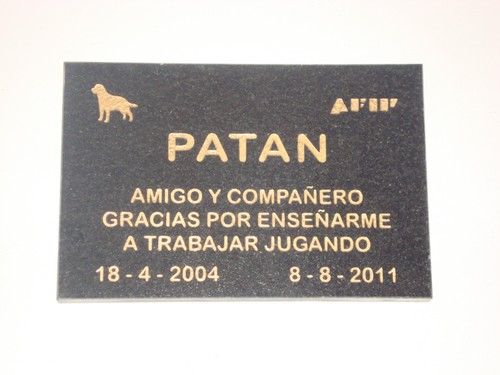 AFIP
PATAN
AMIGO Y COMPAÑERO
GRACIAS POR ENSEÑARME
A TRABAJAR JUGANDO
18 - 4 - 2004 8 - 8 - 2011